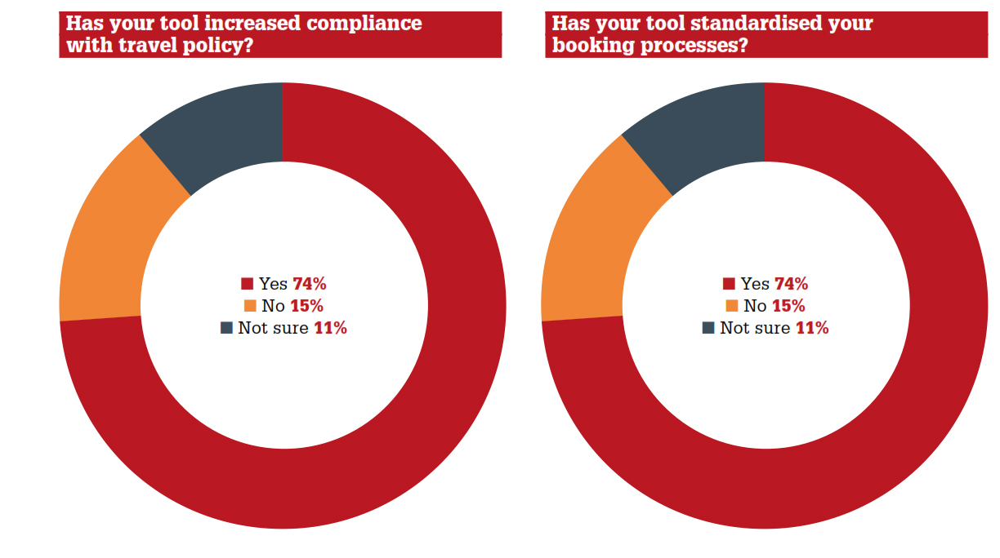 Has your tool increased compliance
with travel policy?
Yes 74%
No 15%
Not sure 11%
Has your tool standardised your
booking processes?
Yes 74%
No 15%
Not sure 11%